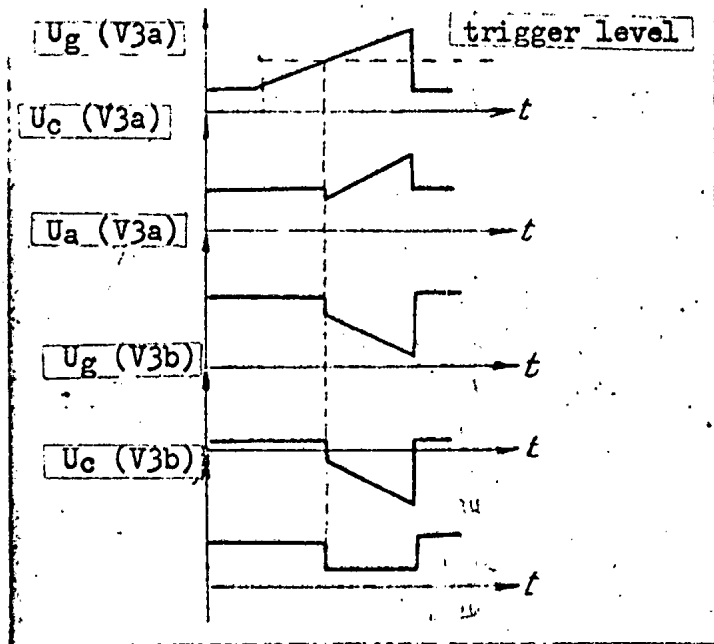 Ug (V3a)
trigger level
t
Uc (V3a)
t
Ua (V3a)
t
Ug (V3b)
t
Uc (V3b)
t